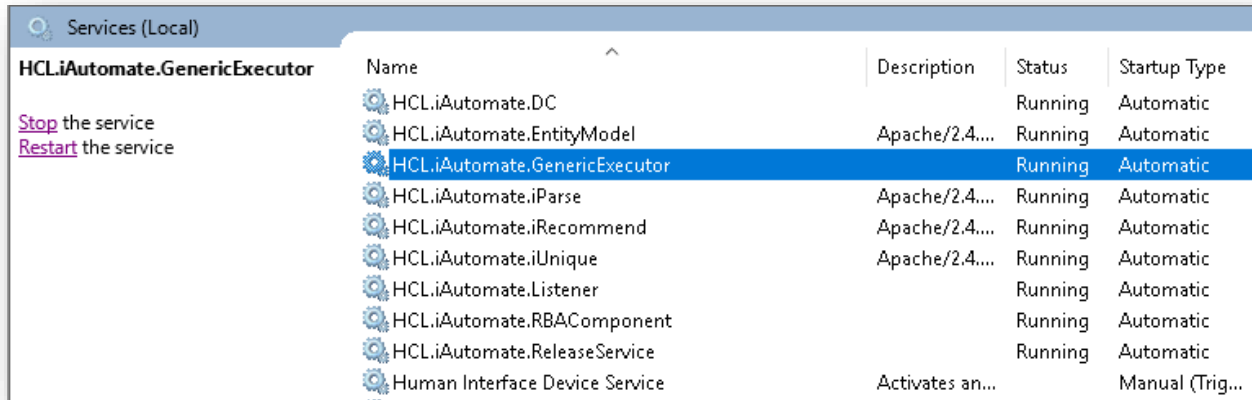 Services (Local)
HCL.iAutomate.GenericExecutor
Stop the service
Restart the service
Name Description Status Startup Type
HCL.iAutomate.DC Running Automatic
HCL.iAutomate.EntityModel Apache/2.4.... Running Automatic
HCL.iAutomate.GenericExecutor Running Automatic
HCL.iAutomate.iParse Apache/2.4.... Running Automatic
HCL.iAutomate.iRecommend Apache/2.4.... Running Automatic
HCL.iAutomate.iUnique Apache/2.4.... Running Automatic
HCL.iAutomate.Listener Running Automatic
HCL.iAutomate.RBAComponent Running Automatic
HCL.iAutomate.ReleaseService Running Automatic
Human Interface Device Service Activates an... Manual (Trig...